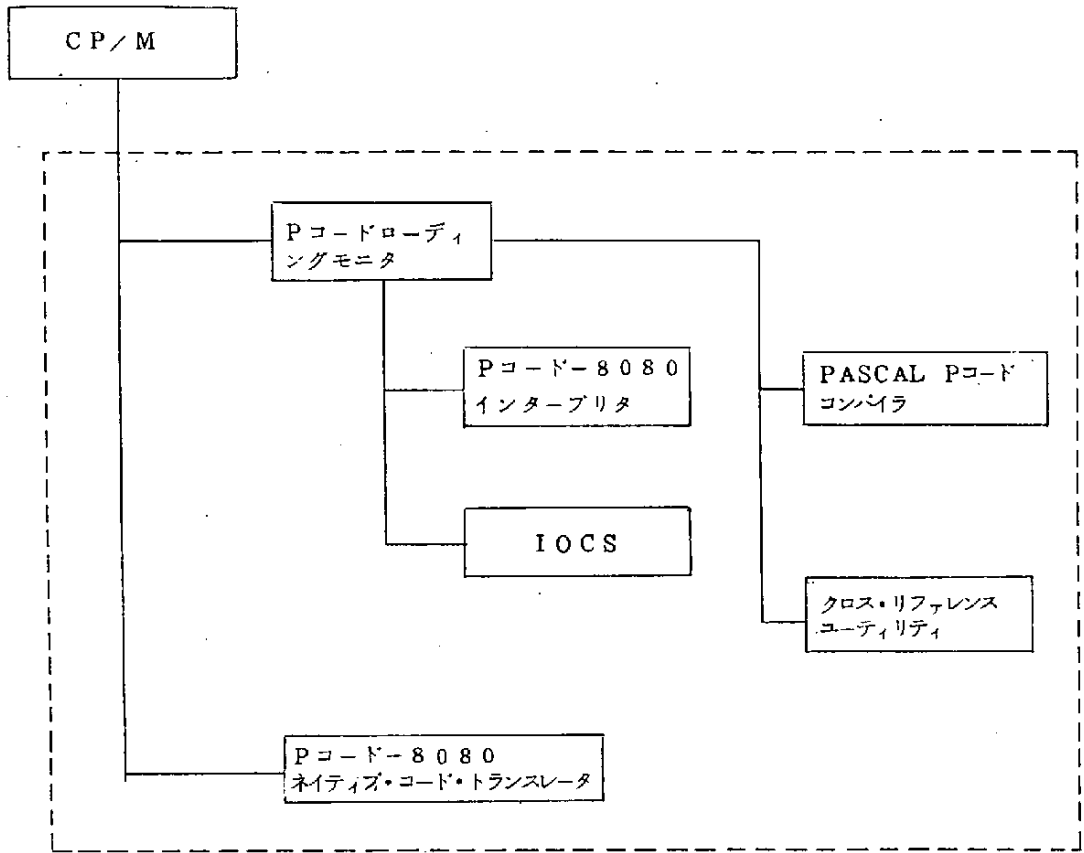 CP/M
Pコードローディ
ングモニタ
Pコード-8080
インタープリタ
PASCAL Pコード
コンパイラ
IOCS
クロス・リファレンス
ユーティリティ
Pコード-8080
ネイティブ・コード・トランスレータ